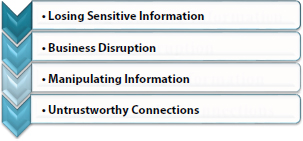 • Losing Sensitive Information
• Business Disruption
• Manipulating Information
• Untrustworthy Connections